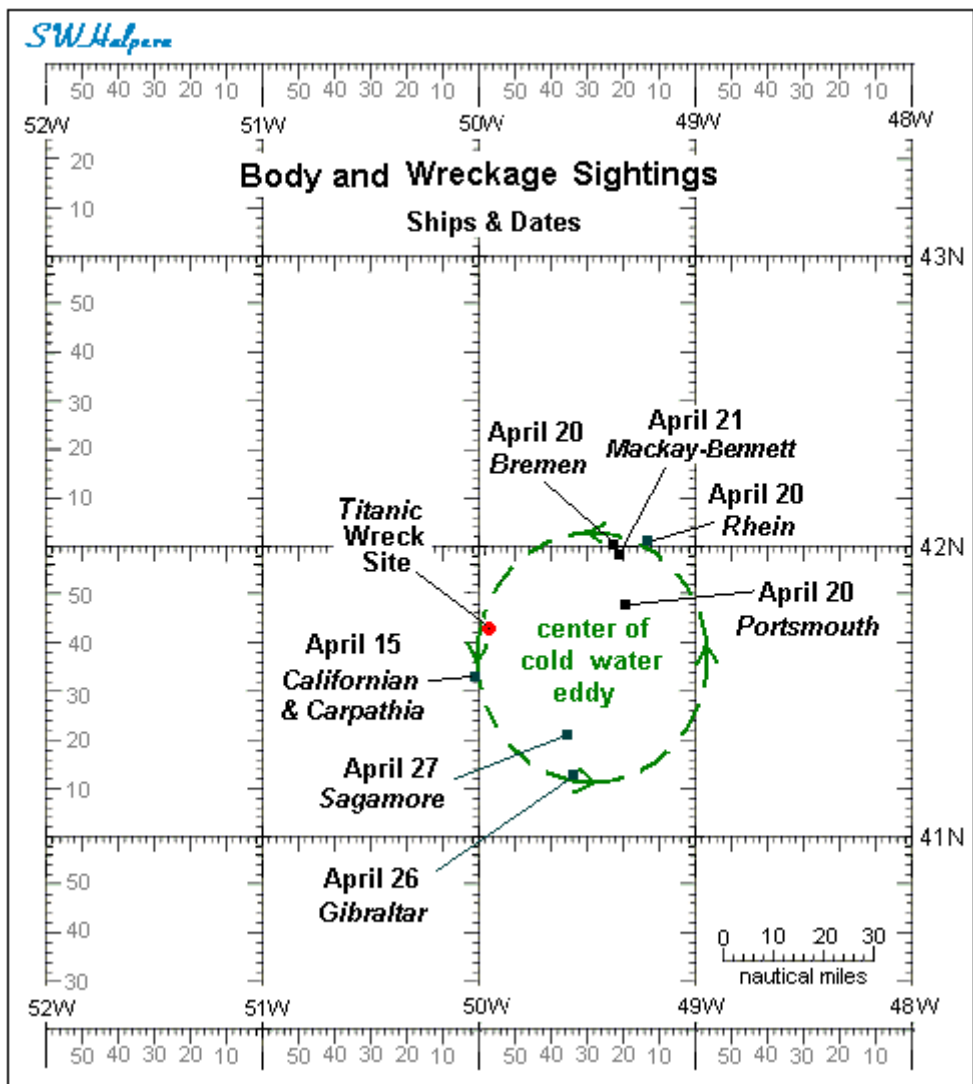 SWHalpern
50 40 30 20 10 50 40 30 20 10 50 40 30 20 10 50 40 30 20 10
52W 51W 50W 49W 48W
20
Body and Wreckage Sightings
10
Ships & Dates
43N
50
40
30
April 21
April 20
Mackay-Bennett
20
Bremen
April 20
10
Rhein
Titanic
Wreck
42N
Site
50
April 20
center of
Portsmouth
40
April 15
cold water
Californian
eddy
30
& Carpathia
20
April 27
10
Sagamore
41N
April 26
50
Gibraltar
0 10 20 30
40
nautical miles
30
52W 51W 50W 49W 48W
50 40 30 20 10 50 40 30 20 10 50 40 30 20 10 50 40 30 20 10